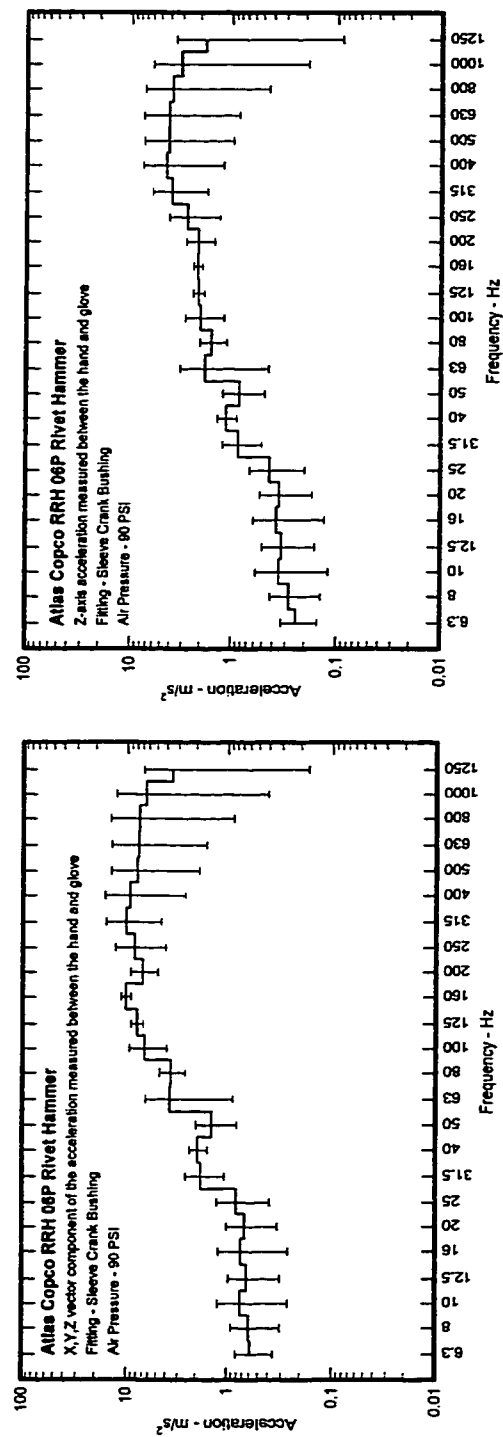 Atlas Copco RRH 06P Rivet Hammer
X,Y,Z vector component of the acceleration measured between the hand and glove
Fitting - Sleeve Crank Bushing
Air Pressure - 90 PSI
Acceleration - m/s²
100
10
1
0.1
0.01
6.3 8 10 12.5 16 20 25 31.5 40 50 63 80 100 125 160 200 250 315 400 500 630 800 1000 1250
Frequency - Hz
Atlas Copco RRH 06P Rivet Hammer
Z-axis acceleration measured between the hand and glove
Fitting - Sleeve Crank Bushing
Air Pressure - 90 PSI
Acceleration - m/s²
100
10
1
0.1
0.01
6.3 8 10 12.5 16 20 25 31.5 40 50 63 80 100 125 160 200 250 315 400 500 630 800 1000 1250
Frequency - Hz